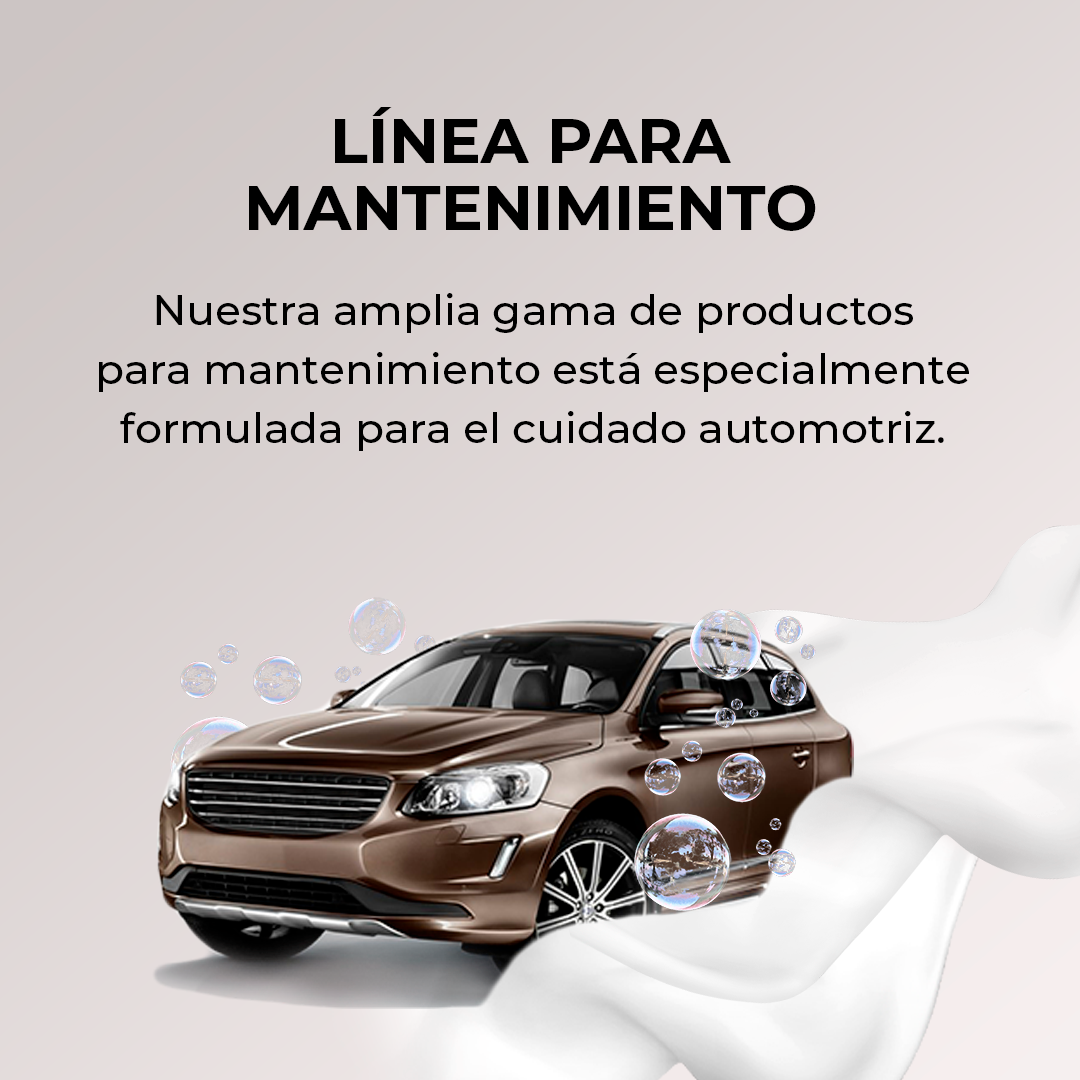 LÍNEA PARA
MANTENIMIENTO
Nuestra amplia gama de productos
para mantenimiento está especialmente
formulada para el cuidado automotriz.